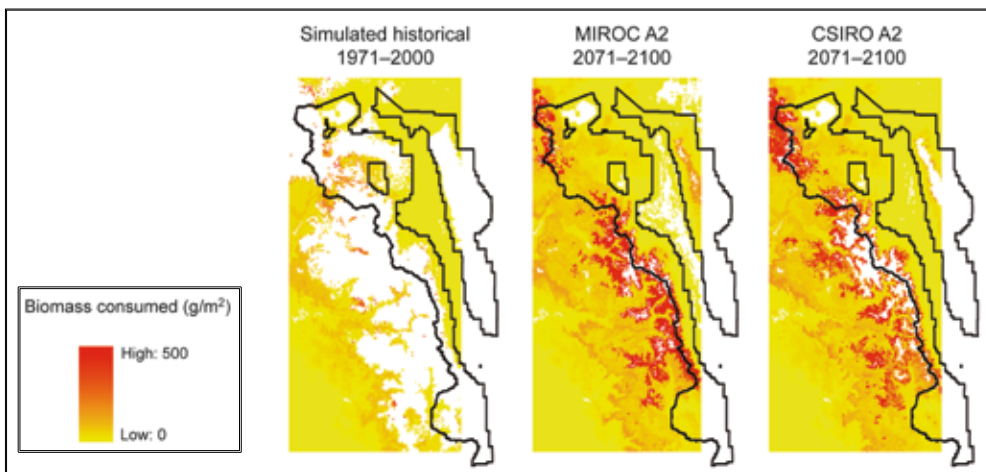 Simulated historical
1971–2000
MIROC A2
2071–2100
CSIRO A2
2071–2100
Biomass consumed (g/m²)
High: 500
Low: 0